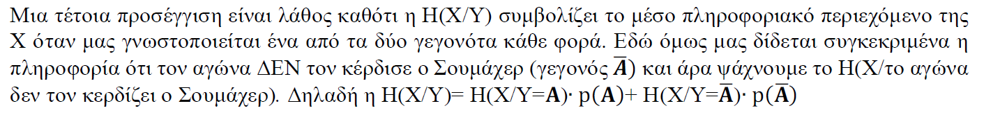 Μια τέτοια προσέγγιση είναι λάθος καθότι η Η(Χ/Υ) συμβολίζει το μέσο πληροφοριακό περιεχόμενο της
Χ όταν μας γνωστοποιείται ένα από τα δύο γεγονότα κάθε φορά. Εδώ όμως μας δίδεται συγκεκριμένα η
πληροφορία ότι τον αγώνα ΔΕΝ τον κέρδισε ο Σουμάχερ (γεγονός A̅) και άρα ψάχνουμε το Η(Χ/το αγώνα
δεν τον κερδίζει ο Σουμάχερ). Δηλαδή η Η(Χ/Υ)= Η(Χ/Υ=A)· p(A)+ Η(Χ/Υ=A̅)· p(A̅)